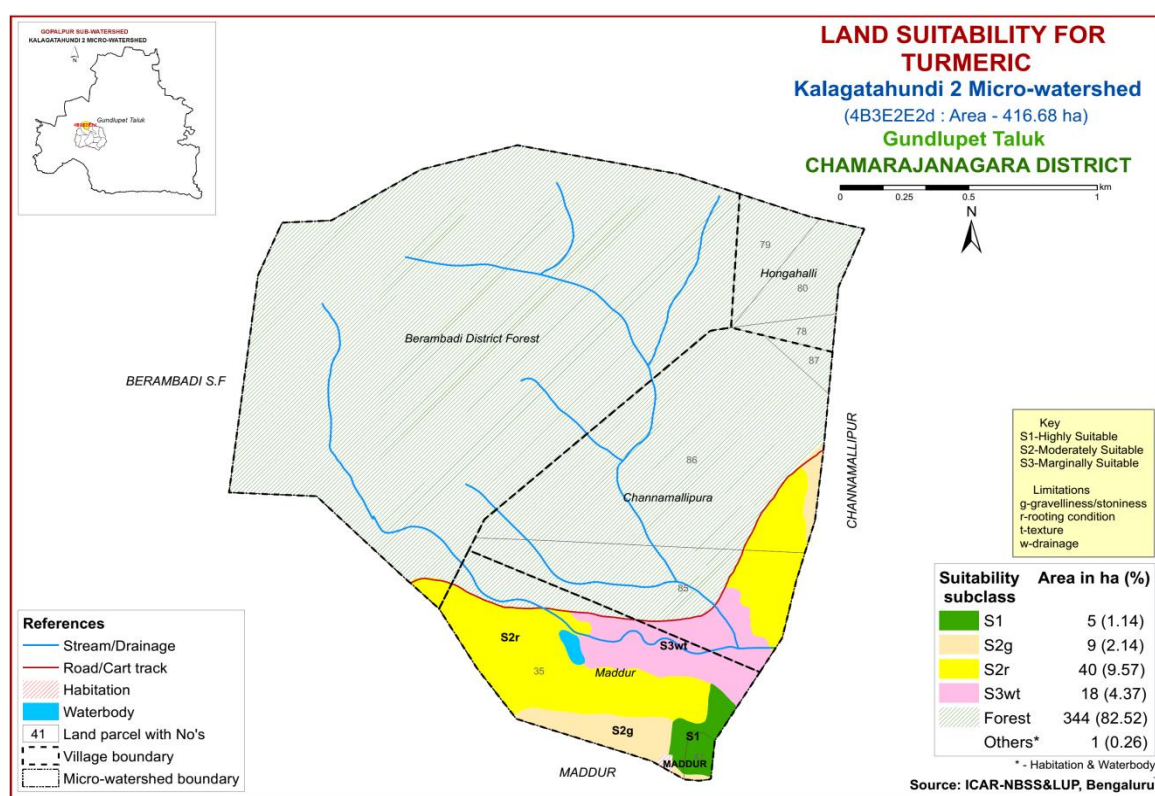 GOPALPUR SUB-WATERSHED
KALAGATAHUNDI 2 MICRO-WATERSHED
N
Gundlupet Taluk
LAND SUITABILITY FOR
TURMERIC
Kalagatahundi 2 Micro-watershed
(4B3E2E2d : Area - 416.68 ha)
Gundlupet Taluk
CHAMARAJANAGARA DISTRICT
0 0.25 0.5 1 km
N
79
Hongahalli
80
78
87
Berambadi District Forest
BERAMBADI S.F
CHANNAMALLIPUR
86
Channamallipura
85
S2r
S3wt
35
Maddur
S2g
S1
MADDUR
MADDUR
Key
S1-Highly Suitable
S2-Moderately Suitable
S3-Marginally Suitable
Limitations
g-gravelliness/stoniness
r-rooting condition
t-texture
w-drainage
Suitability subclass Area in ha (%)
S1 5 (1.14)
S2g 9 (2.14)
S2r 40 (9.57)
S3wt 18 (4.37)
Forest 344 (82.52)
Others* 1 (0.26)
* - Habitation & Waterbody
Source: ICAR-NBSS&LUP, Bengaluru
References
Stream/Drainage
Road/Cart track
Habitation
Waterbody
41 Land parcel with No's
Village boundary
Micro-watershed boundary